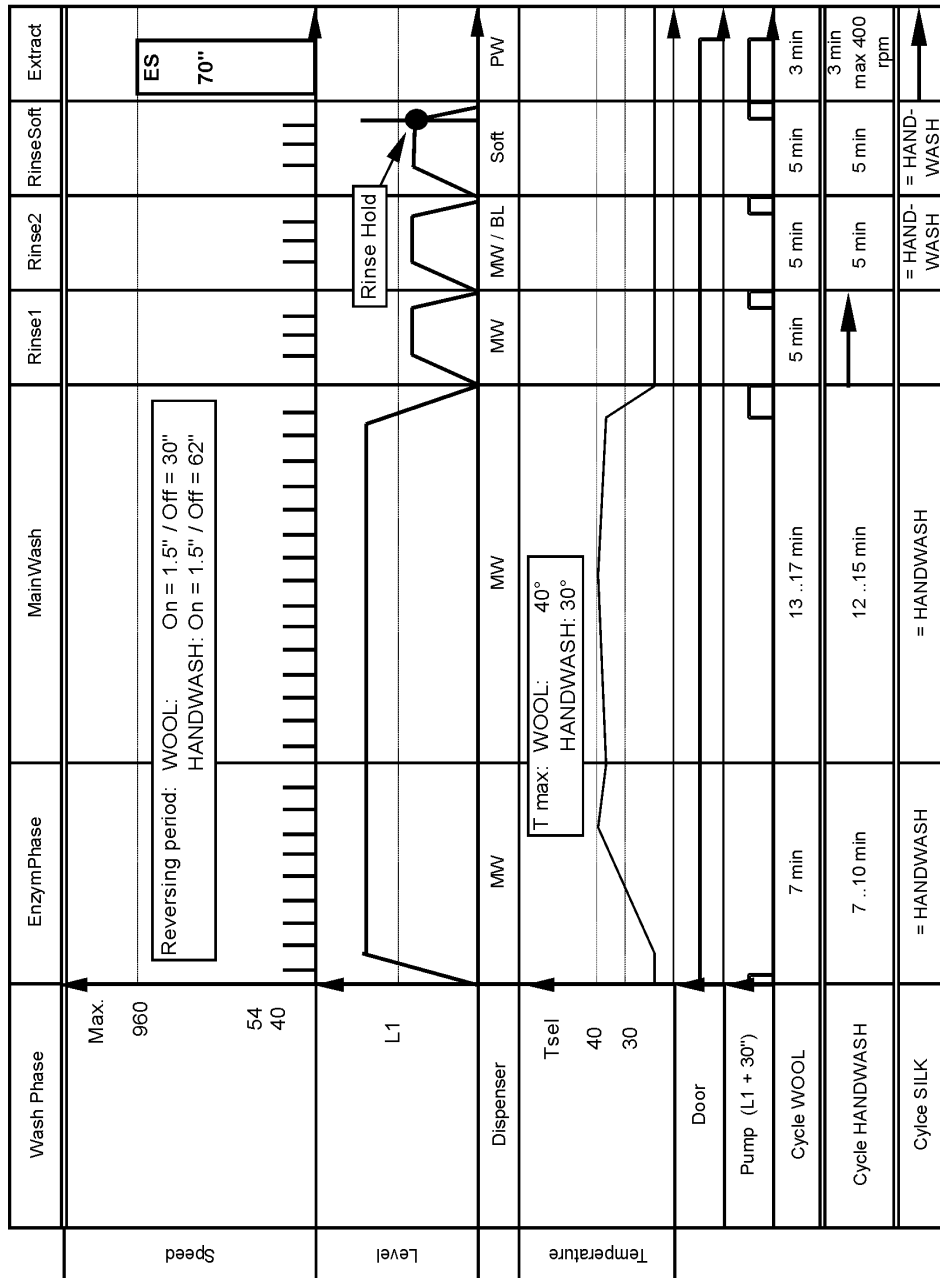 Wash Phase
EnzymPhase
MainWash
Rinse1
Rinse2
RinseSoft
Extract
Speed
Max.
960
54
40
Reversing period: WOOL: On = 1.5" / Off = 30"
HANDWASH: On = 1.5" / Off = 62"
ES
70"
Level
L1
Rinse Hold
Dispenser
MW
MW
MW
MW / BL
Soft
PW
Temperature
Tsel
40
30
T max: WOOL: 40°
HANDWASH: 30°
Door
Pump (L1 + 30")
Cycle WOOL
7 min
13 ..17 min
5 min
5 min
5 min
3 min
Cycle HANDWASH
7 ..10 min
12 ..15 min
5 min
5 min
3 min
max 400
rpm
Cylce SILK
= HANDWASH
= HANDWASH
= HAND-
WASH
= HAND-
WASH